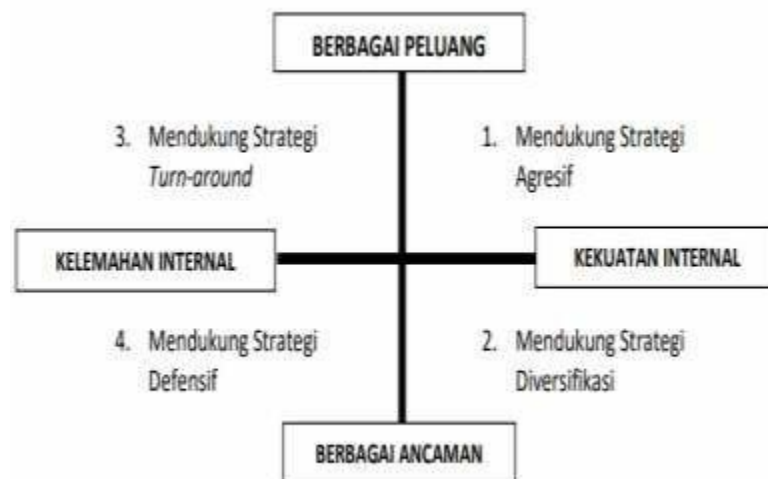 BERBAGAI PELUANG
3. Mendukung Strategi
Turn-around
1. Mendukung Strategi
Agresif
KELEMAHAN INTERNAL
KEKUATAN INTERNAL
4. Mendukung Strategi
Defensif
2. Mendukung Strategi
Diversifikasi
BERBAGAI ANCAMAN